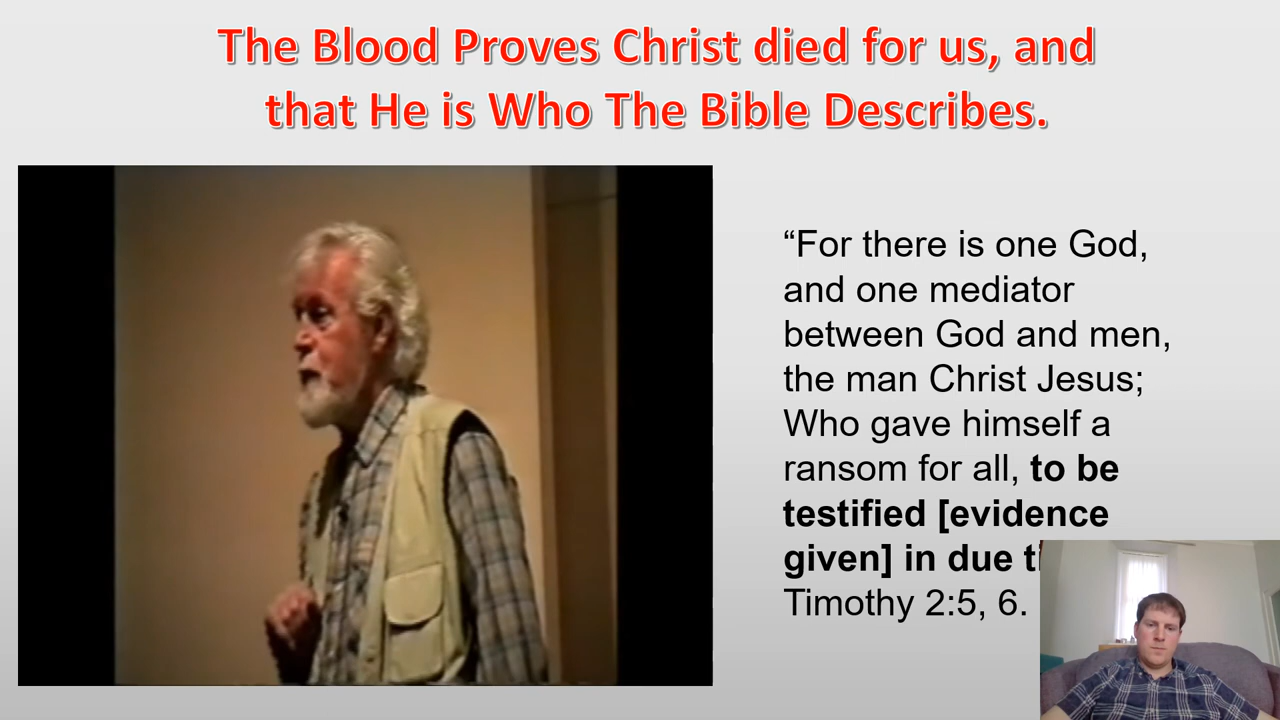 The Blood Proves Christ died for us, and
that He is Who The Bible Describes.
“For there is one God,
and one mediator
between God and men,
the man Christ Jesus;
Who gave himself a
ransom for all, to be
testified [evidence
given] in due
Timothy 2:5, 6.